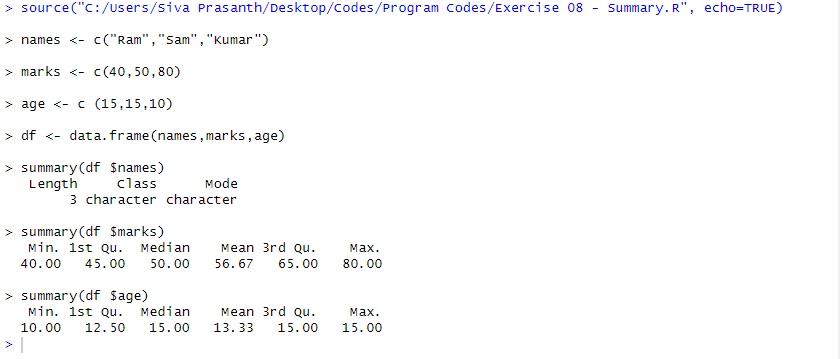 > source("C:/Users/Siva Prasanth/Desktop/Codes/Program Codes/Exercise 08 - Summary.R", echo=TRUE)
> names <- c("Ram","Sam","Kumar")
> marks <- c(40,50,80)
> age <- c (15,15,10)
> df <- data.frame(names,marks,age)
> summary(df $names)
   Length     Class      Mode
        3 character character
> summary(df $marks)
   Min. 1st Qu.  Median    Mean 3rd Qu.    Max.
  40.00   45.00   50.00   56.67   65.00   80.00
> summary(df $age)
   Min. 1st Qu.  Median    Mean 3rd Qu.    Max.
  10.00   12.50   15.00   13.33   15.00   15.00
>